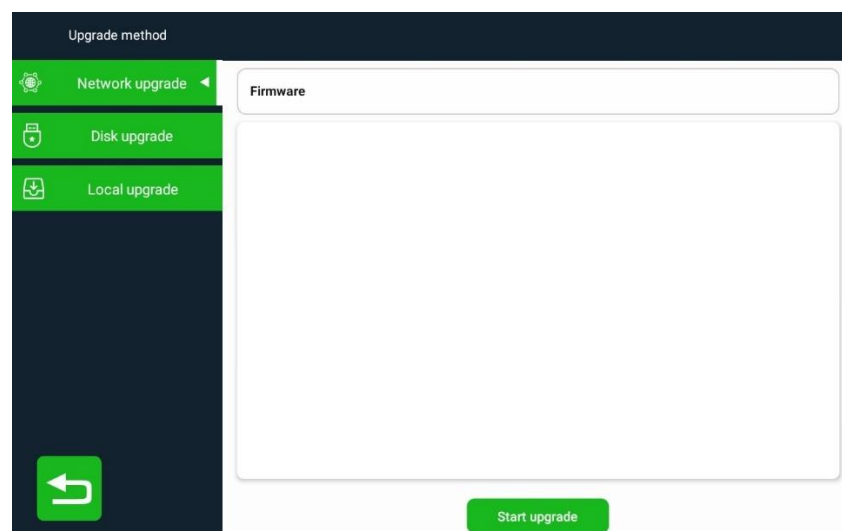 Upgrade method
Network upgrade
Disk upgrade
Local upgrade
Firmware
Start upgrade